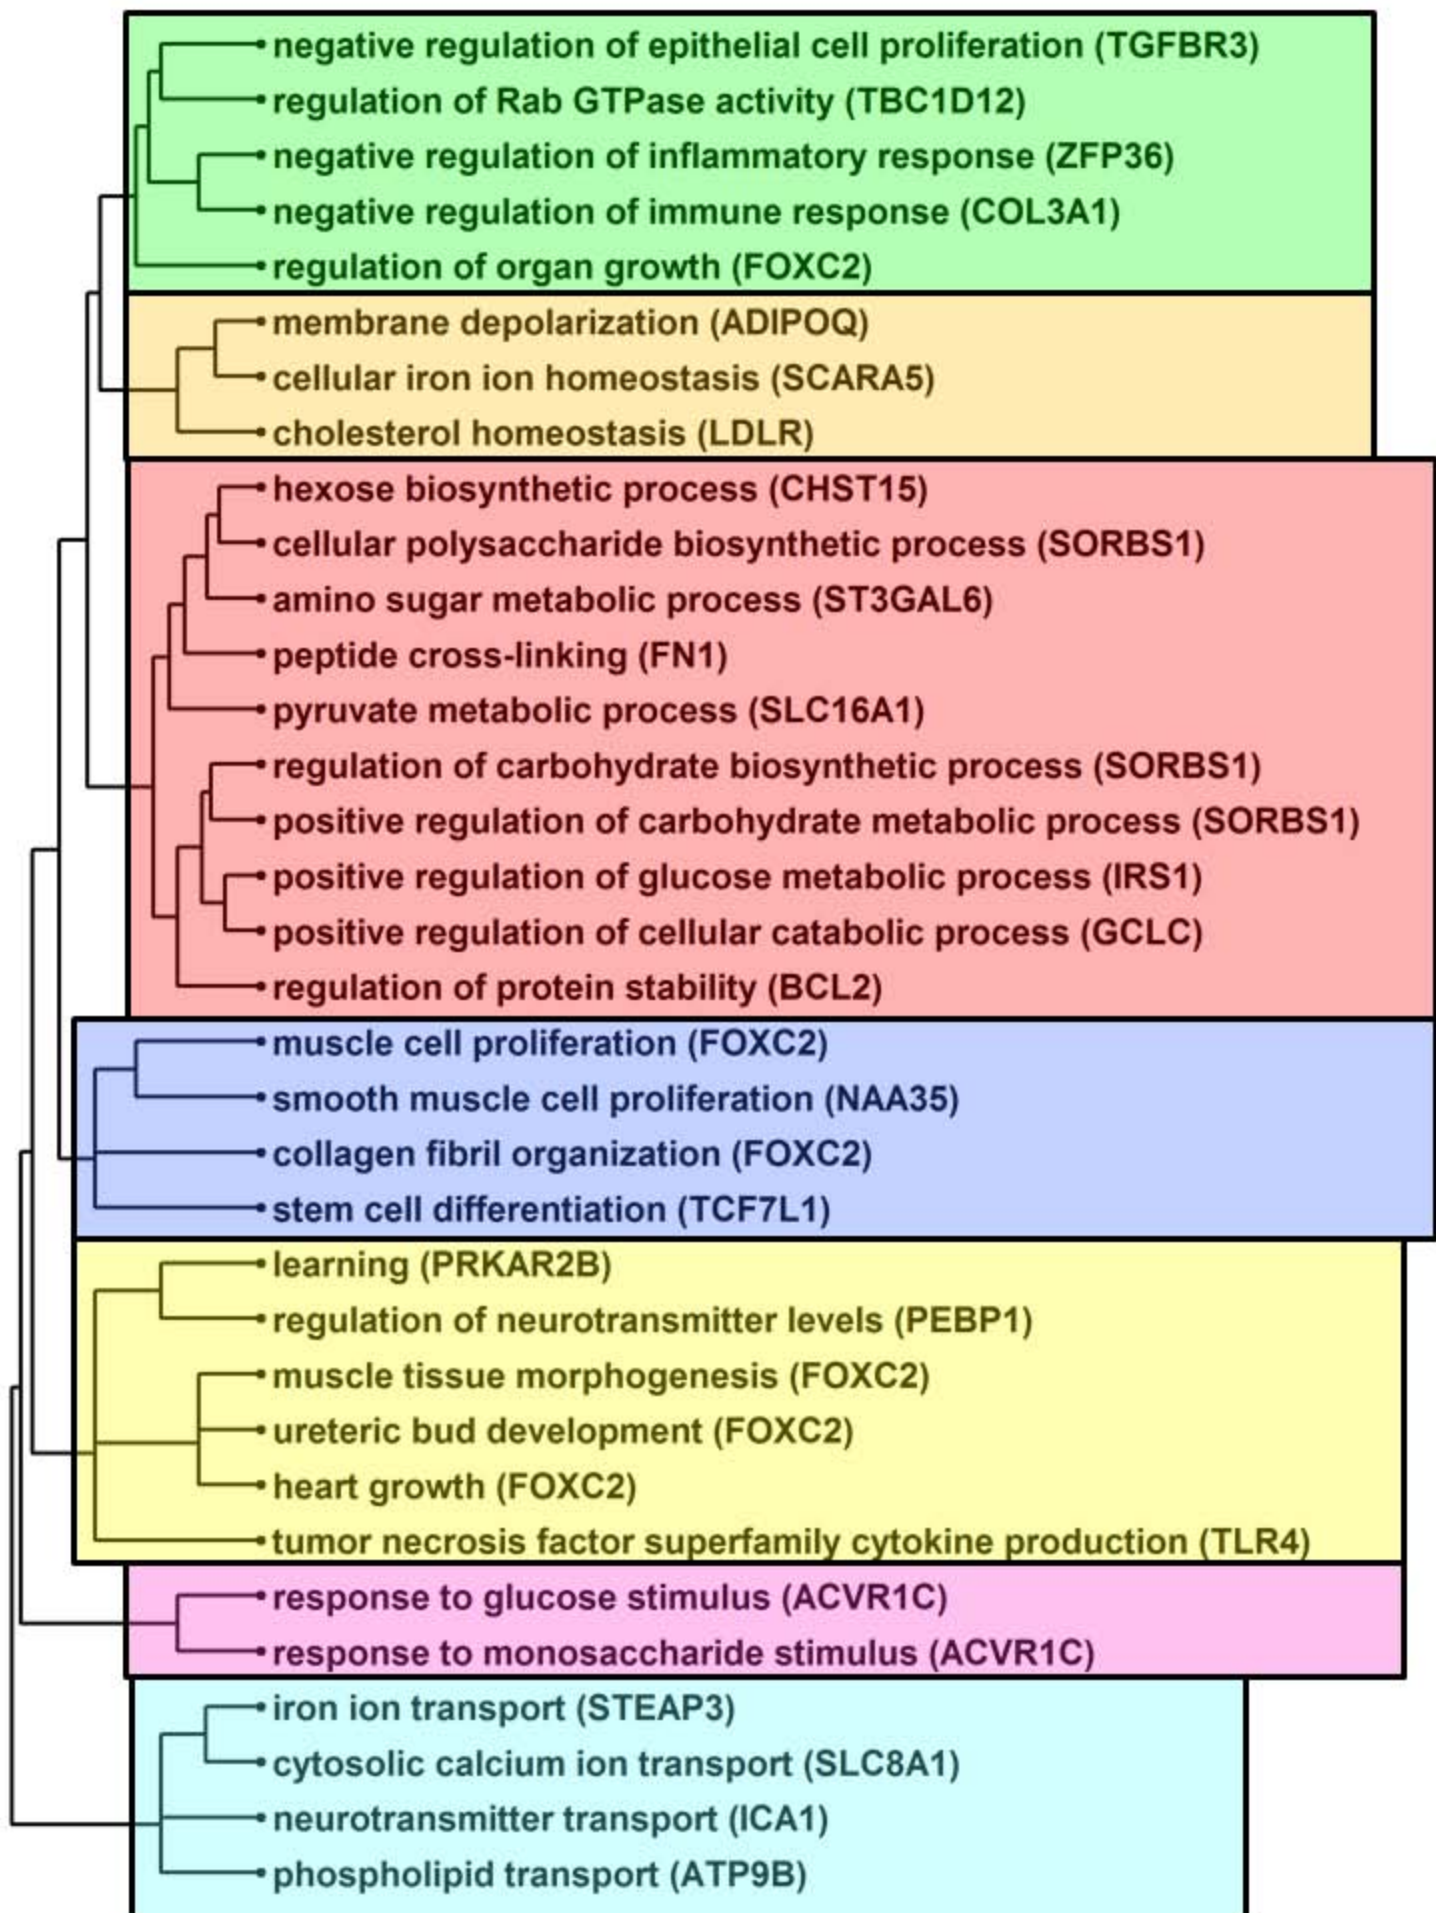 negative regulation of epithelial cell proliferation (TGFBR3)
regulation of Rab GTPase activity (TBC1D12)
negative regulation of inflammatory response (ZFP36)
negative regulation of immune response (COL3A1)
regulation of organ growth (FOXC2)
membrane depolarization (ADIPOQ)
cellular iron ion homeostasis (SCARA5)
cholesterol homeostasis (LDLR)
hexose biosynthetic process (CHST15)
cellular polysaccharide biosynthetic process (SORBS1)
amino sugar metabolic process (ST3GAL6)
peptide cross-linking (FN1)
pyruvate metabolic process (SLC16A1)
regulation of carbohydrate biosynthetic process (SORBS1)
positive regulation of carbohydrate metabolic process (SORBS1)
positive regulation of glucose metabolic process (IRS1)
positive regulation of cellular catabolic process (GCLC)
regulation of protein stability (BCL2)
muscle cell proliferation (FOXC2)
smooth muscle cell proliferation (NAA35)
collagen fibril organization (FOXC2)
stem cell differentiation (TCF7L1)
learning (PRKAR2B)
regulation of neurotransmitter levels (PEBP1)
muscle tissue morphogenesis (FOXC2)
ureteric bud development (FOXC2)
heart growth (FOXC2)
tumor necrosis factor superfamily cytokine production (TLR4)
response to glucose stimulus (ACVR1C)
response to monosaccharide stimulus (ACVR1C)
iron ion transport (STEAP3)
cytosolic calcium ion transport (SLC8A1)
neurotransmitter transport (ICA1)
phospholipid transport (ATP9B)